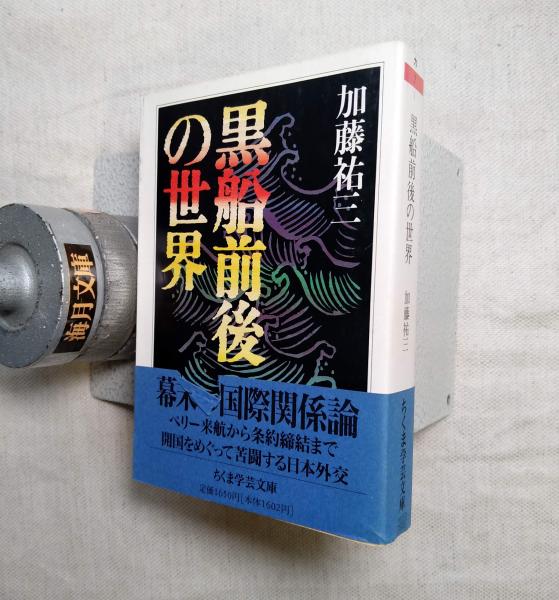 加藤祐三
黒船前後
の世界
幕末の国際関係論
ペリー来航から条約締結まで
開国をめぐって苦闘する日本外交
ちくま学芸文庫
定価1650円[本体1602円]
黒船前後の世界
加藤祐三
ちくま学芸文庫
海月文庫